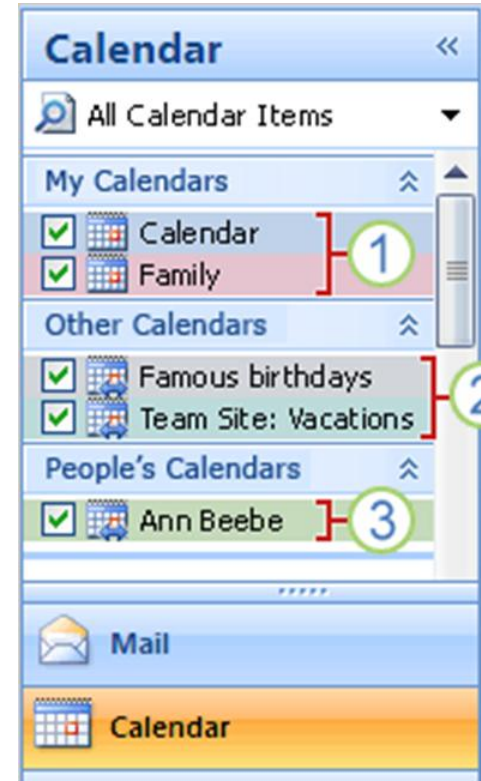 Calendar «
All Calendar Items
My Calendars
Calendar
Family
1
Other Calendars
Famous birthdays
Team Site: Vacations
2
People's Calendars
Ann Beebe
3
Mail
Calendar